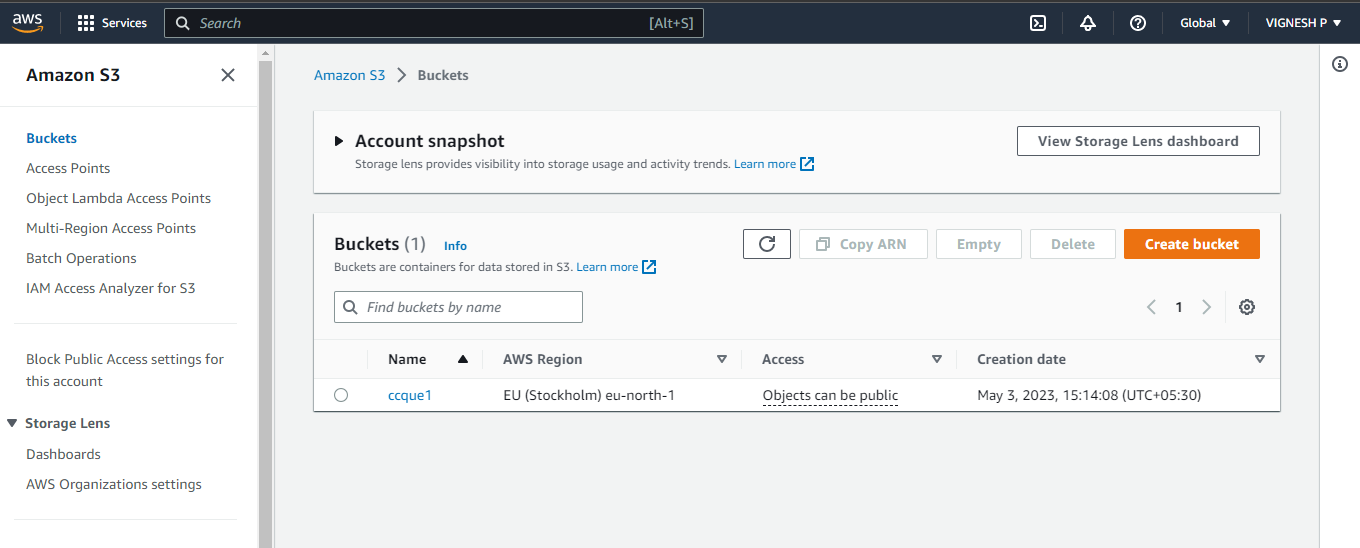 aws Services Search [Alt+S] Global VIGNESH P
Amazon S3
Buckets
Access Points
Object Lambda Access Points
Multi-Region Access Points
Batch Operations
IAM Access Analyzer for S3
Block Public Access settings for
this account
Storage Lens
Dashboards
AWS Organizations settings
Amazon S3 Buckets
Account snapshot
Storage lens provides visibility into storage usage and activity trends. Learn more
View Storage Lens dashboard
Buckets (1) Info
Buckets are containers for data stored in S3. Learn more
Copy ARN Empty Delete Create bucket
Find buckets by name
1
Name AWS Region Access Creation date
ccque1 EU (Stockholm) eu-north-1 Objects can be public May 3, 2023, 15:14:08 (UTC+05:30)